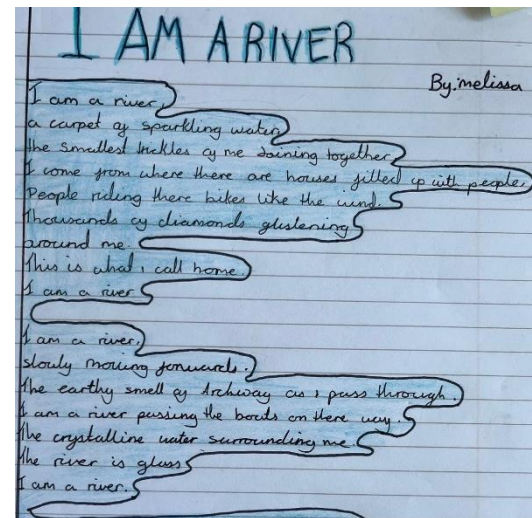 I AM A RIVER
By: melissa
I am a river,
a carpet of sparkling water,
the smallest trickles of me Joining together,
I come from where there are houses filled up with people,
People riding there bikes like the wind.
Thousands of diamonds glistening
around me.
This is what i call home.
I am a river
I am a river,
slowly moving forwards.
The earthy smell of Archway as i pass through.
I am a river pusiing the boats on there way.
The crystalline water surrounding me.
The river is glass
I am a river.